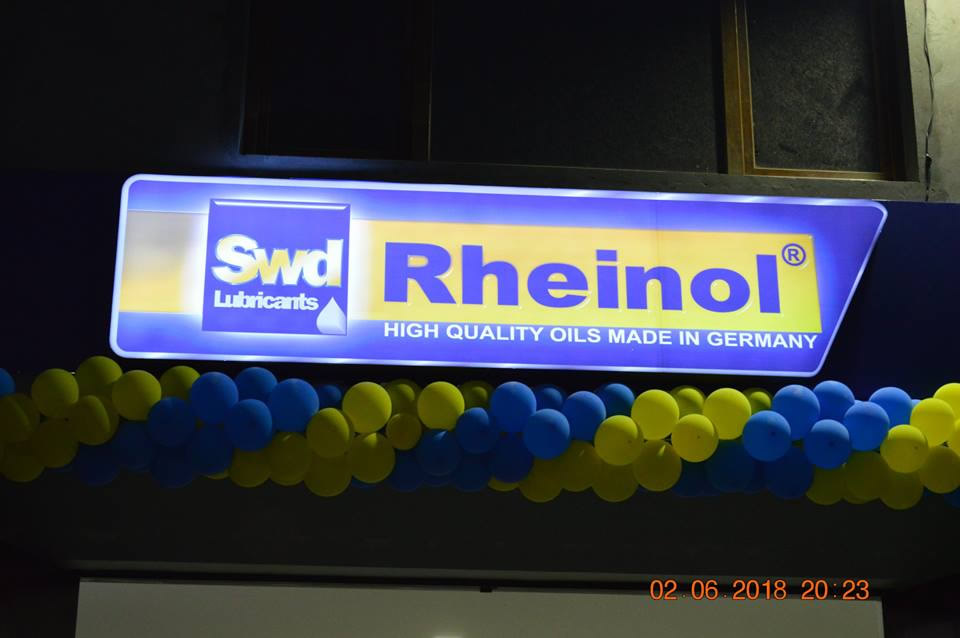 Swd
Lubricants
Rheinol®
HIGH QUALITY OILS MADE IN GERMANY
02.06.2018 20:23